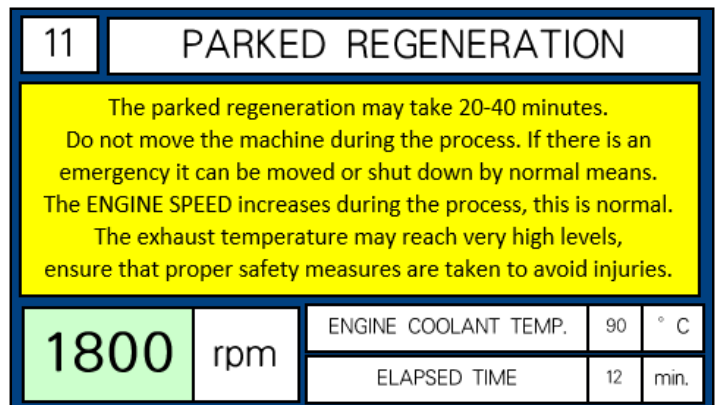 11 PARKED REGENERATION
The parked regeneration may take 20-40 minutes.
Do not move the machine during the process. If there is an
emergency it can be moved or shut down by normal means.
The ENGINE SPEED increases during the process, this is normal.
The exhaust temperature may reach very high levels,
ensure that proper safety measures are taken to avoid injuries.
1800 rpm
ENGINE COOLANT TEMP. 90 ° C
ELAPSED TIME 12 min.